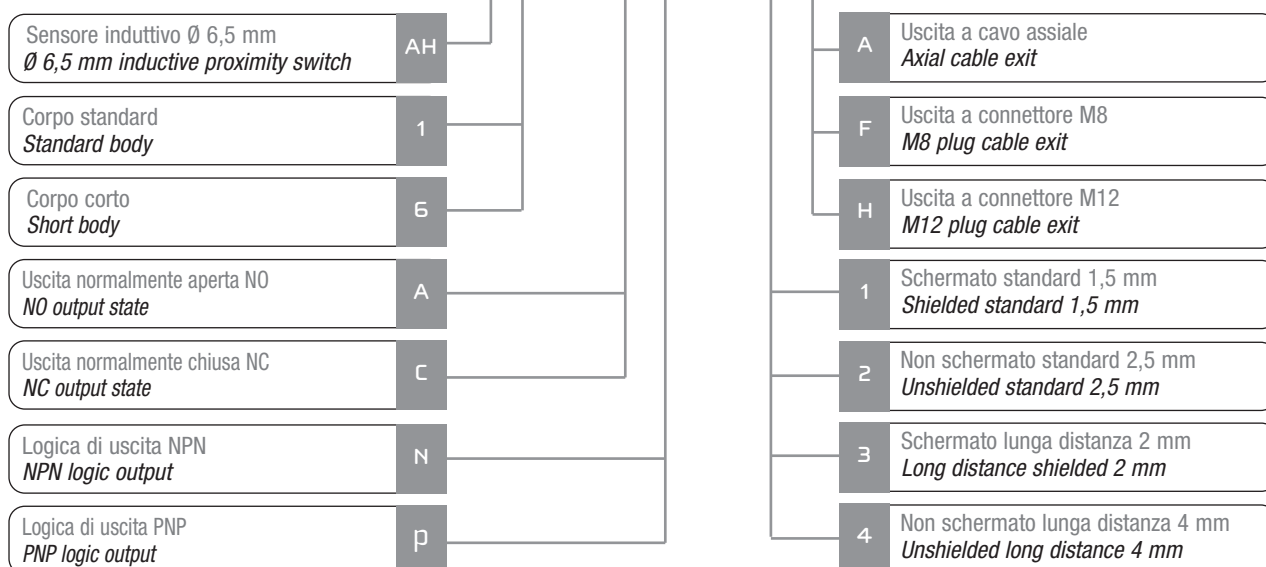 Sensore induttivo Ø 6,5 mm
Ø 6,5 mm inductive proximity switch
AH
Corpo standard
Standard body
1
Corpo corto
Short body
6
Uscita normalmente aperta NO
NO output state
A
Uscita normalmente chiusa NC
NC output state
C
Logica di uscita NPN
NPN logic output
N
Logica di uscita PNP
PNP logic output
P
A
Uscita a cavo assiale
Axial cable exit
F
Uscita a connettore M8
M8 plug cable exit
H
Uscita a connettore M12
M12 plug cable exit
1
Schermato standard 1,5 mm
Shielded standard 1,5 mm
2
Non schermato standard 2,5 mm
Unshielded standard 2,5 mm
3
Schermato lunga distanza 2 mm
Long distance shielded 2 mm
4
Non schermato lunga distanza 4 mm
Unshielded long distance 4 mm